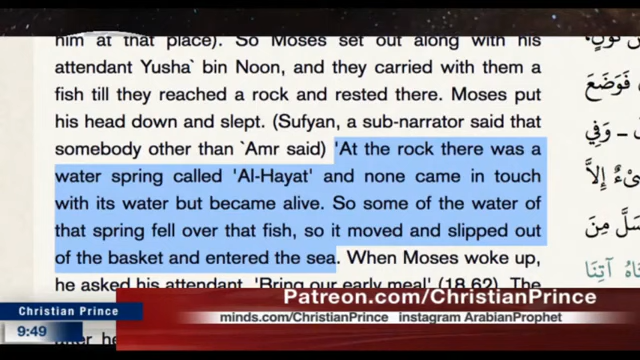 him at that place). So Moses set out along with his
attendant Yusha` bin Noon, and they carried with them a
fish till they reached a rock and rested there. Moses put
his head down and slept. (Sufyan, a sub-narrator said that
somebody other than `Amr said) 'At the rock there was a
water spring called 'Al-Hayat' and none came in touch
with its water but became alive. So some of the water of
that spring fell over that fish, so it moved and slipped out
of the basket and entered the sea. When Moses woke up,
he asked his attendant, 'Bring our early meal' (18.62). The
نُونٍ،
فَوَضَعَ
وَفِي
إِلاَّ
مِنَ
آتِنَا
Patreon.com/ChristianPrince
Christian Prince
minds.com/ChristianPrince instagram ArabianProphet
9:49